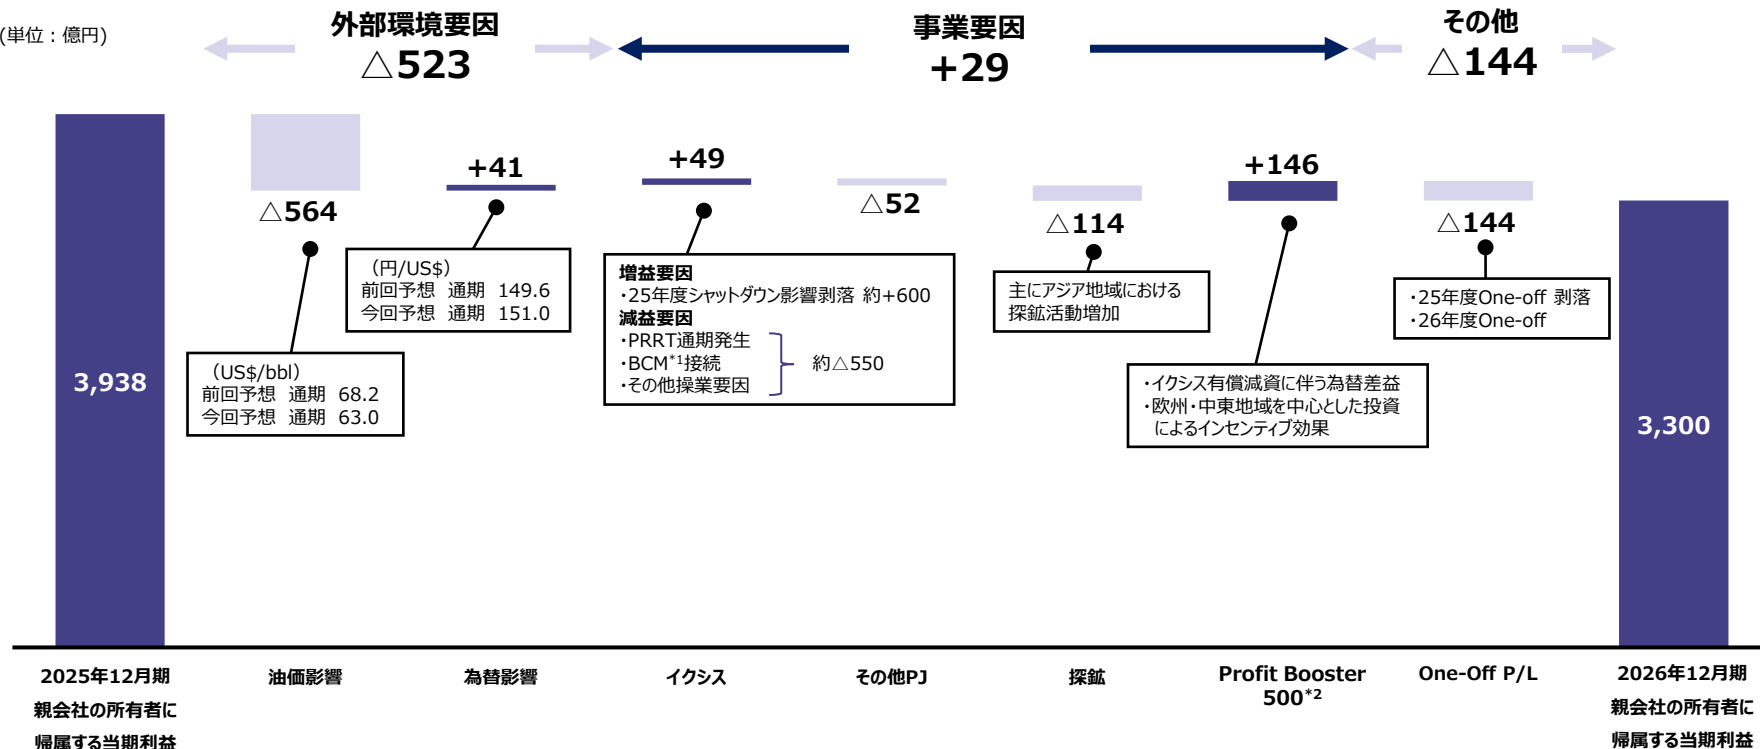 (単位：億円)
外部環境要因
△523
事業要因
+29
その他
△144
3,938
△564
（US$/bbl)
前回予想 通期 68.2
今回予想 通期 63.0
+41
（円/US$）
前回予想 通期 149.6
今回予想 通期 151.0
+49
増益要因
・25年度シャットダウン影響剥落 約+600
減益要因
・PRRT通期発生
・BCM*1接続
・その他操業要因
約△550
△52
△114
主にアジア地域における
探鉱活動増加
+146
・イクシス有償減資に伴う為替差益
・欧州・中東地域を中心とした投資
によるインセンティブ効果
△144
・25年度One-off 剥落
・26年度One-off
3,300
2025年12月期
親会社の所有者に
帰属する当期利益
油価影響
為替影響
イクシス
その他PJ
探鉱
Profit Booster
500*2
One-Off P/L
2026年12月期
親会社の所有者に
帰属する当期利益